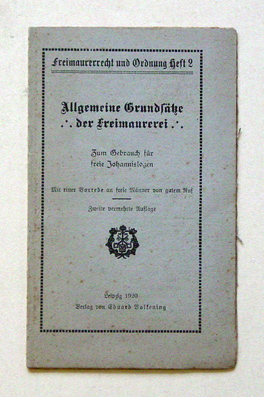 Freimaurerrecht und Ordnung Heft 2
Allgemeine Grundsätze
∴ der Freimaurerei ∴
Zum Gebrauch für
freie Johannislogen
Mit einer Vorrede an freie Männer von gutem Ruf
Zweite vermehrte Auflage
Leipzig 1930
Verlag von Eduard Volkening